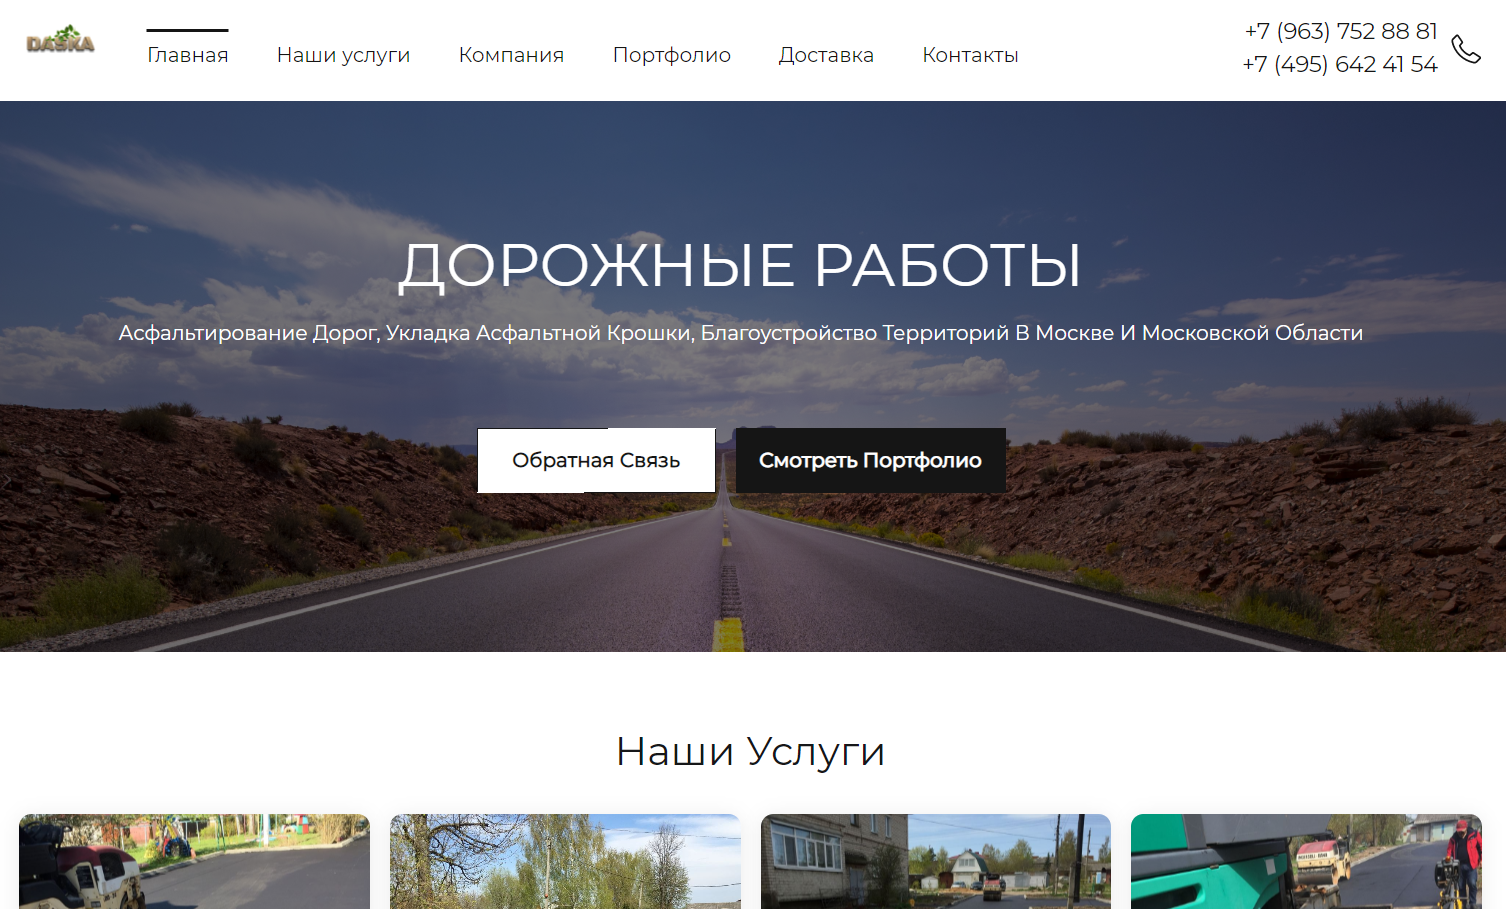 DASKA
Главная
Наши услуги
Компания
Портфолио
Доставка
Контакты
+7 (963) 752 88 81
+7 (495) 642 41 54
ДОРОЖНЫЕ РАБОТЫ
Асфальтирование Дорог, Укладка Асфальтной Крошки, Благоустройство Территорий В Москве И Московской Области
Обратная Связь
Смотреть Портфолио
Наши Услуги